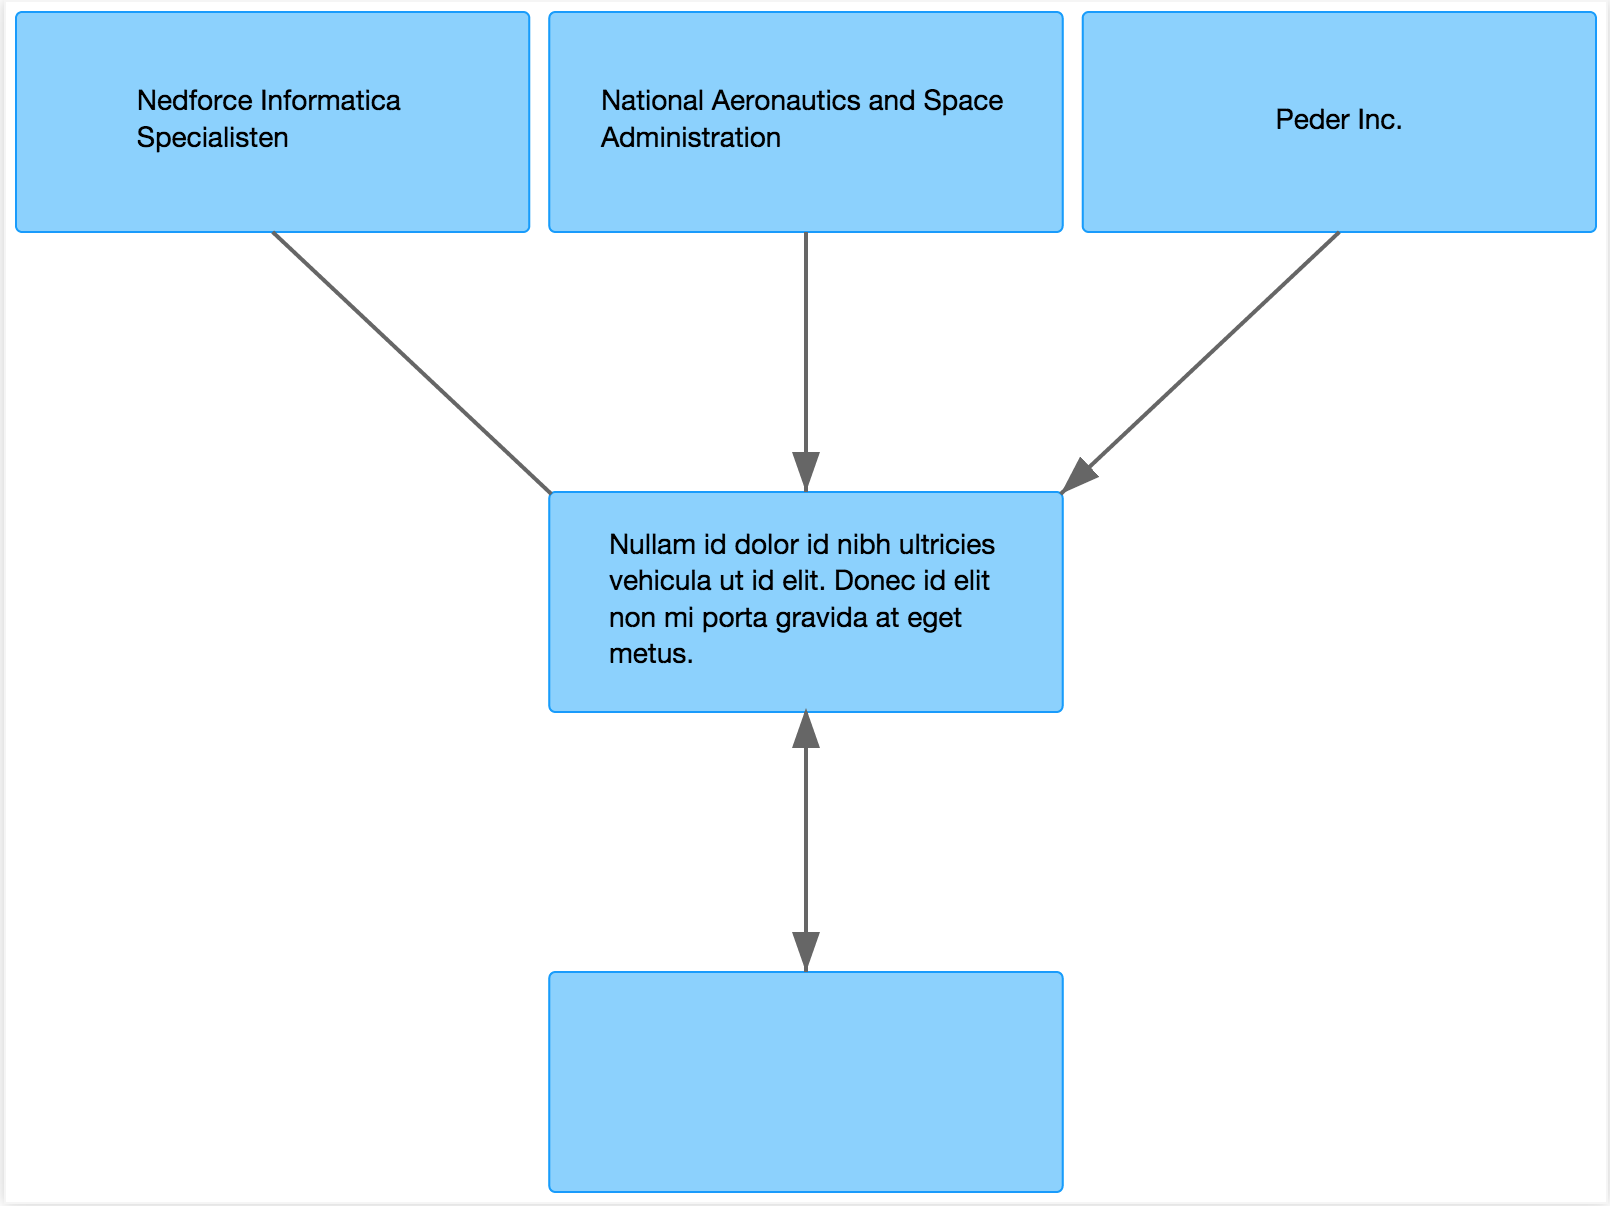 Nedforce Informatica
Specialisten
National Aeronautics and Space
Administration
Peder Inc.
Nullam id dolor id nibh ultricies
vehicula ut id elit. Donec id elit
non mi porta gravida at eget
metus.